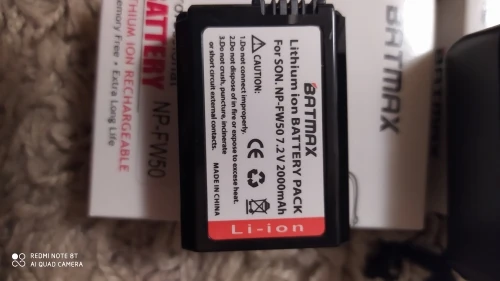 BATMAX
Lithium ion BATTERY PACK
For SON. NP-FW50 7.2V 2000mAh
CAUTION:
1.Do not connect improperly.
2.Do not dispose of in fire or expose to excess heat.
3.Do not crush, puncture, incinerate
or short circuit external contacts.
CE
MADE IN CHINA
Li-ion
BATTERY NP-FW50
LITHIUM ION RECHARGEABLE
Memory Free • Extra Long Life
BATMAX
REDMI NOTE 8T
AI QUAD CAMERA